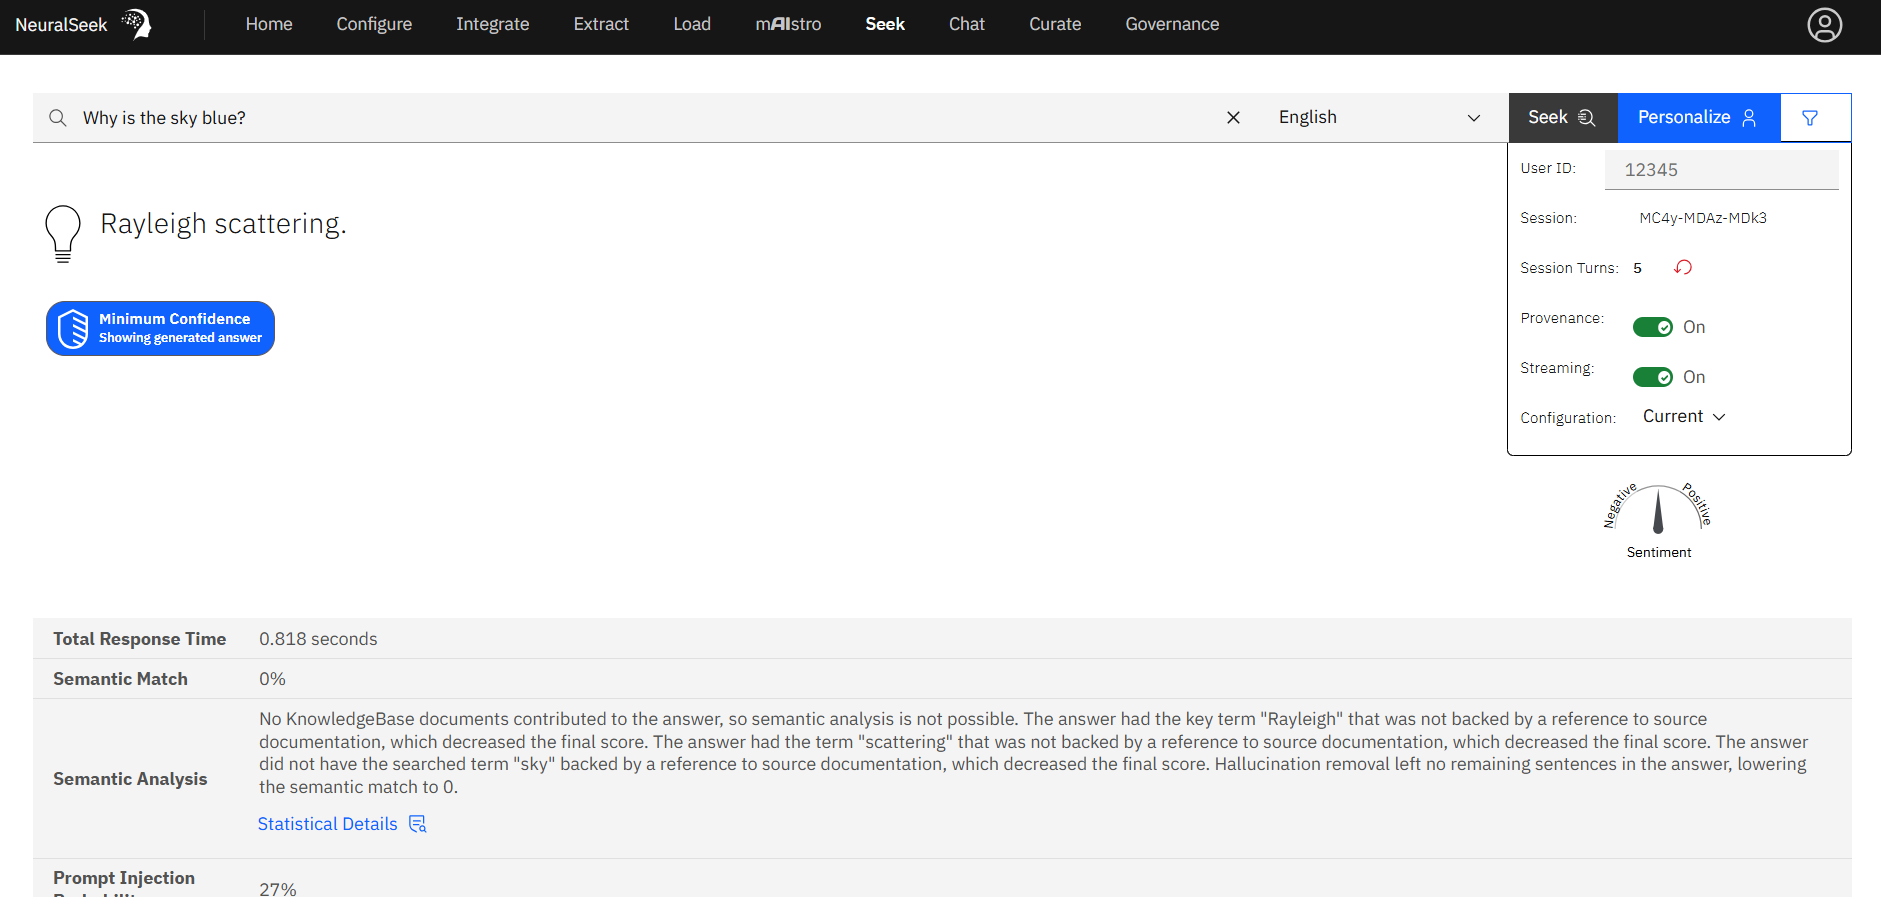 NeuralSeek
Home Configure Integrate Extract Load mAIstro Seek Chat Curate Governance
Why is the sky blue?
English
Seek
Personalize
User ID: 12345
Session: MC4y-MDAz-MDk3
Session Turns: 5
Provenance: On
Streaming: On
Configuration: Current
Rayleigh scattering.
Minimum Confidence
Showing generated answer
Negative Positive
Sentiment
Total Response Time 0.818 seconds
Semantic Match 0%
Semantic Analysis
No KnowledgeBase documents contributed to the answer, so semantic analysis is not possible. The answer had the key term "Rayleigh" that was not backed by a reference to source
documentation, which decreased the final score. The answer had the term "scattering" that was not backed by a reference to source documentation, which decreased the final score. The answer
did not have the searched term "sky" backed by a reference to source documentation, which decreased the final score. Hallucination removal left no remaining sentences in the answer, lowering
the semantic match to 0.
Statistical Details
Prompt Injection
27%